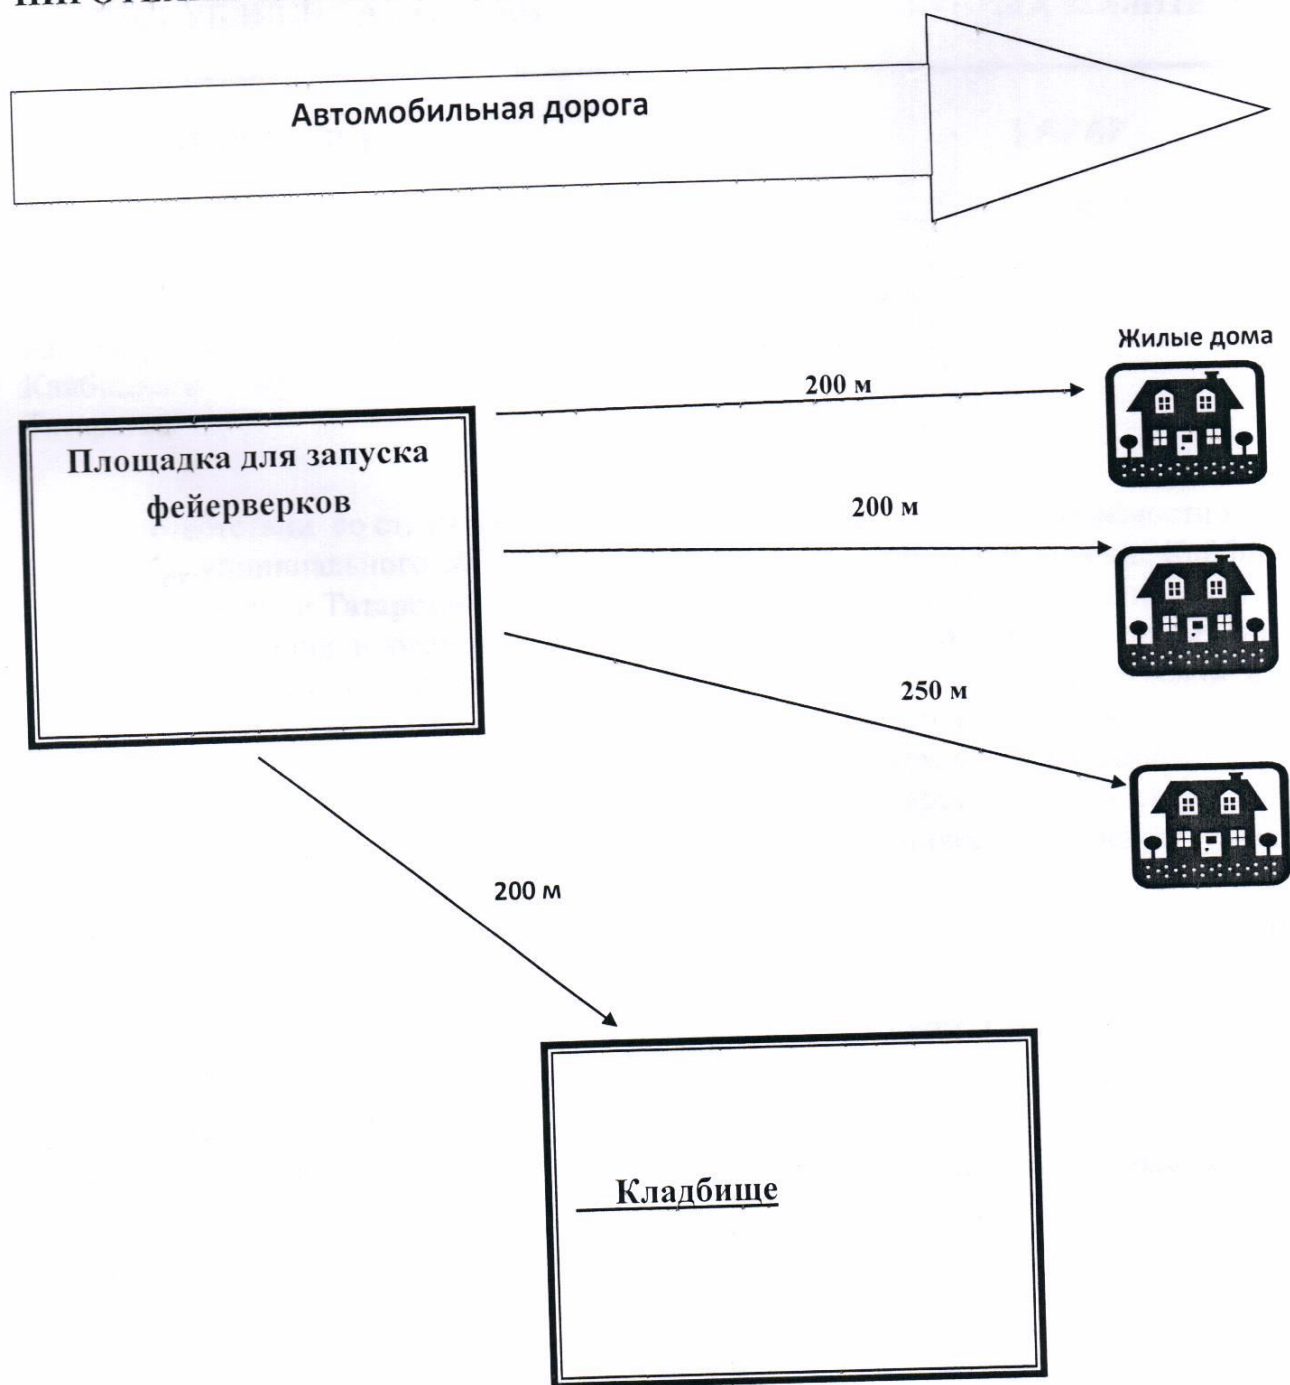 Автомобильная дорога
Жилые дома
200 м
Площадка для запуска
фейерверков
200 м
250 м
200 м
Кладбище